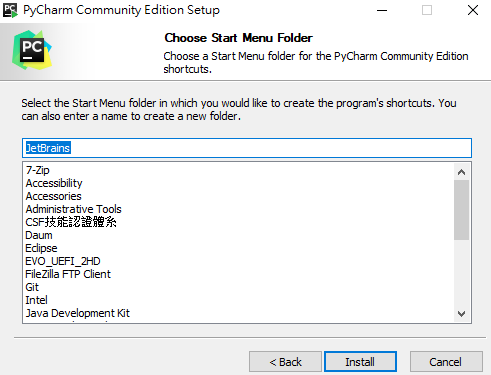 PyCharm Community Edition Setup
PC
Choose Start Menu Folder
Choose a Start Menu folder for the PyCharm Community Edition
shortcuts.
PC
Select the Start Menu folder in which you would like to create the program's shortcuts. You
can also enter a name to create a new folder.
JetBrains
7-Zip
Accessibility
Accessories
Administrative Tools
CSF技能認證體系
Daum
Eclipse
EVO_UEFI_2HD
FileZilla FTP Client
Git
Intel
Java Development Kit
< Back
Install
Cancel